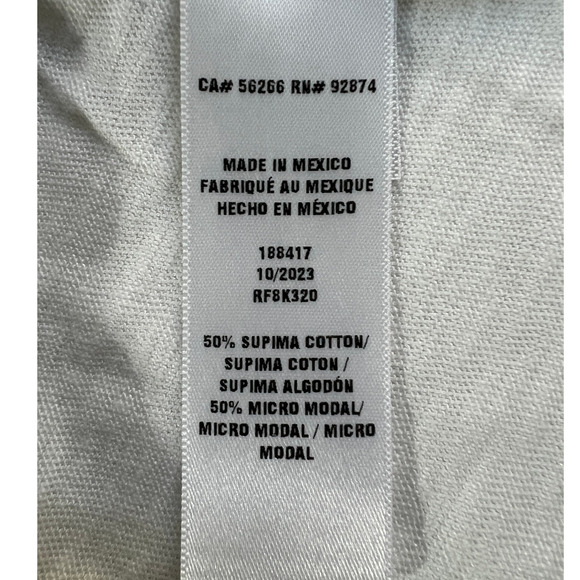 CA# 56266 RN# 92874
MADE IN MEXICO
FABRIQUÉ AU MEXIQUE
HECHO EN MÉXICO
188417
10/2023
RF8K320
50% SUPIMA COTTON/
SUPIMA COTON /
SUPIMA ALGODÓN
50% MICRO MODAL/
MICRO MODAL / MICRO
MODAL